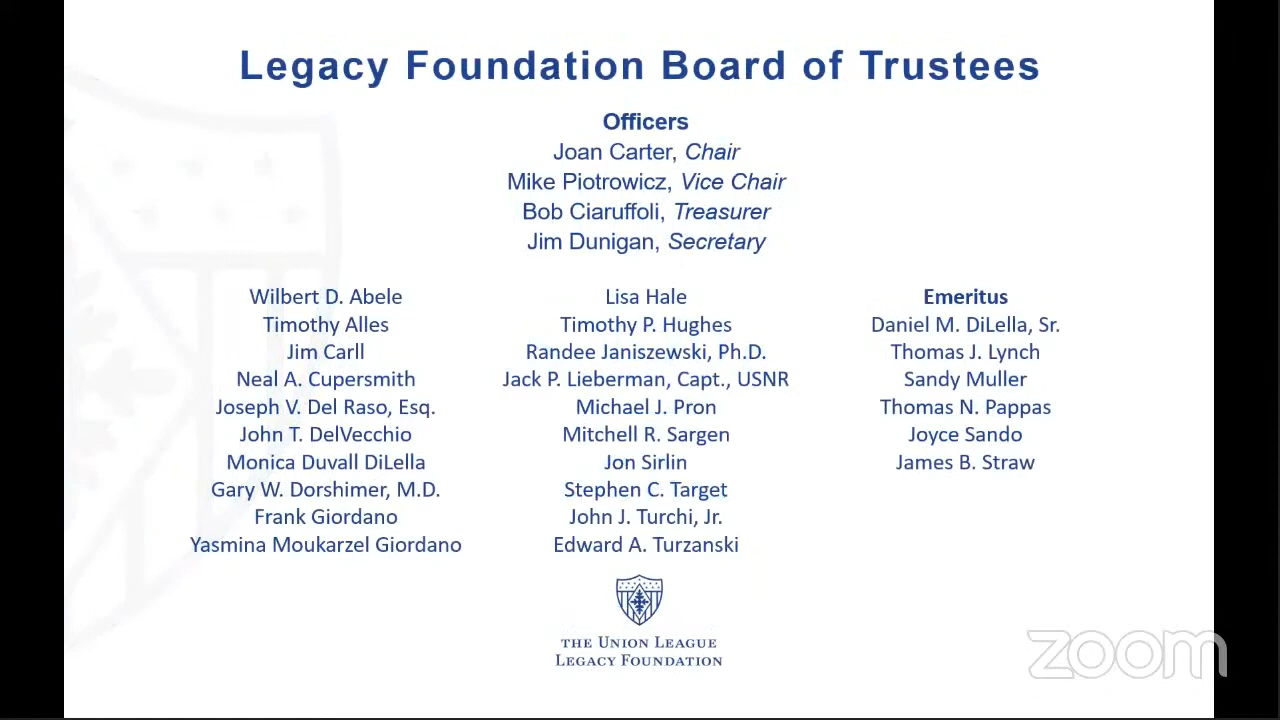 Legacy Foundation Board of Trustees
Officers
Joan Carter, Chair
Mike Piotrowicz, Vice Chair
Bob Ciaruffoli, Treasurer
Jim Dunigan, Secretary
Wilbert D. Abele
Timothy Alles
Jim Carll
Neal A. Cupersmith
Joseph V. Del Raso, Esq.
John T. DelVecchio
Monica Duvall DiLella
Gary W. Dorshimer, M.D.
Frank Giordano
Yasmina Moukarzel Giordano
Lisa Hale
Timothy P. Hughes
Randee Janiszewski, Ph.D.
Jack P. Lieberman, Capt., USNR
Michael J. Pron
Mitchell R. Sargen
Jon Sirlin
Stephen C. Target
John J. Turchi, Jr.
Edward A. Turzanski
Emeritus
Daniel M. DiLella, Sr.
Thomas J. Lynch
Sandy Muller
Thomas N. Pappas
Joyce Sando
James B. Straw
THE UNION LEAGUE
LEGACY FOUNDATION
zoom